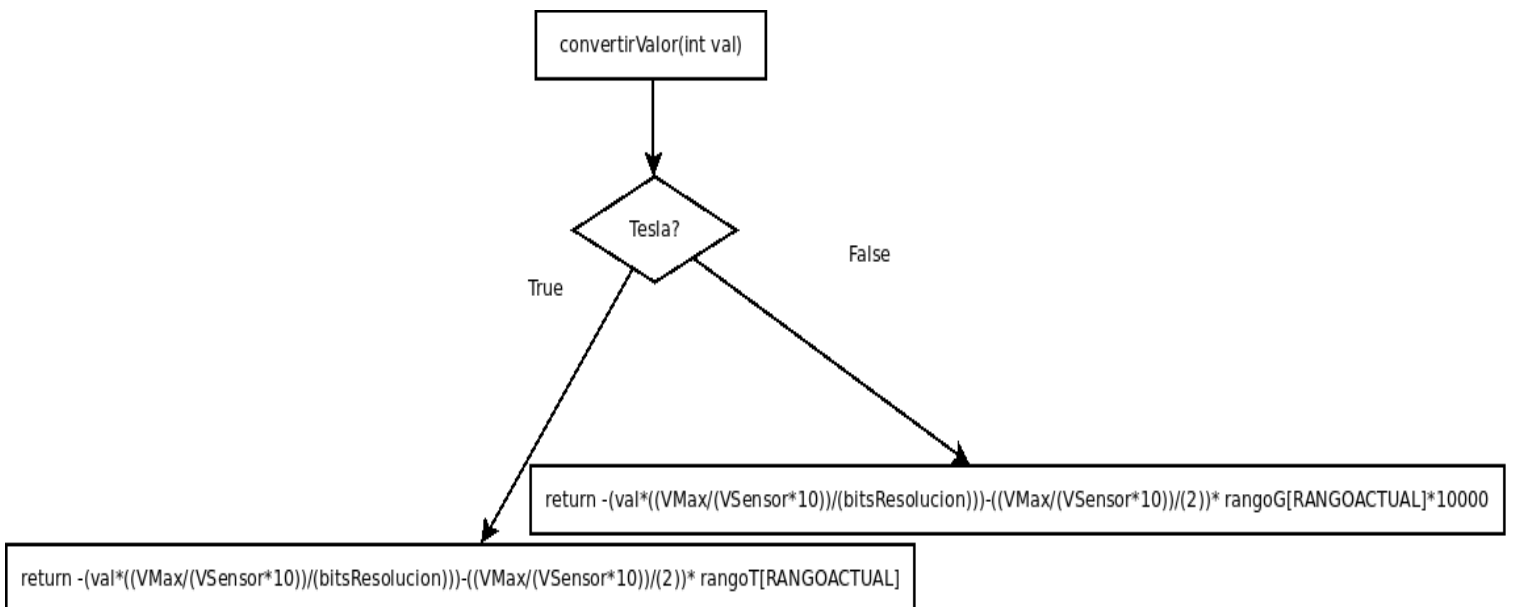 convertirValor(int val)
Tesla?
False
True
return -(val*((VMax/(VSensor*10))/(bitsResolucion)))-((VMax/(VSensor*10))/(2))* rangoG[RANGOACTUAL]*10000
return -(val*((VMax/(VSensor*10))/(bitsResolucion)))-((VMax/(VSensor*10))/(2))* rangoT[RANGOACTUAL]